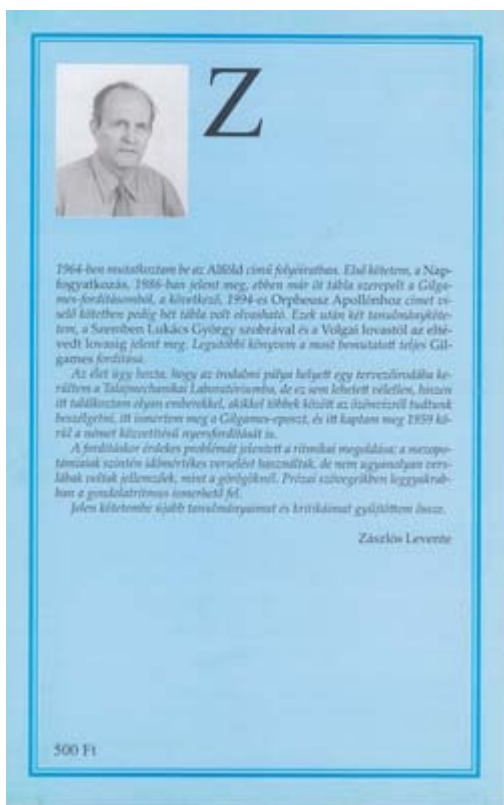 Z
1964-ben mutatkoztam be az Alföld című folyóiratban. Első kötetem, a Nap-
fogyatkozás, 1986-ban jelent meg, ebben már öt tábla szerepelt a Gilga-
mes-fordításomból, a következő, 1994-es Orpheusz Apollónhoz címet vi-
selő kötetben pedig hét tábla volt olvasható. Ezek után két tanulmányköte-
tem, a Szemben Lukács György szobrával és a Volgai lovastól az elté-
vedt lovasig jelent meg. Legutóbbi könyvem a most bemutatott teljes Gil-
games fordítása.
Az élet úgy hozta, hogy az irodalmi pálya helyett egy tervezőirodába ke-
rültem a Talajmechanikai Laboratóriumba, de ez sem lehetett véletlen, hiszen
itt találkoztam olyan emberekkel, akikkel többek között az özönvízről tudtunk
beszélgetni, itt ismertem meg a Gilgames-eposzt, és itt kaptam meg 1959 kö-
rül a német közvetítésű nyersfordítását is.
A fordításkor érdekes problémát jelentett a ritmikai megoldása; a mezopo-
támiaiak szintén időmértékes verselést használtak, de nem ugyanolyan vers-
lábak voltak jellemzőek, mint a görögöknél. Prózai szövegeikben leggyakrab-
ban a gondolatritmus ismerhető fel.
Jelen kötetembe újabb tanulmányaimat és kritikáimat gyűjtöttem össze.
Zászlós Levente
500 Ft